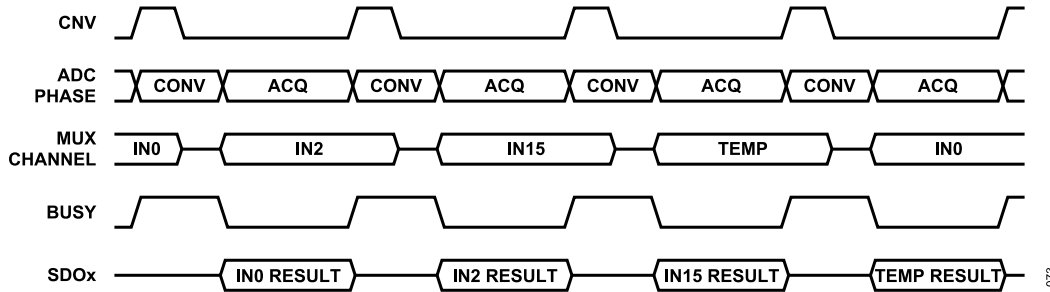 CNV
ADC
PHASE
CONV ACQ CONV ACQ CONV ACQ CONV ACQ
MUX
CHANNEL
IN0 IN2 IN15 TEMP IN0
BUSY
SDOx
IN0 RESULT IN2 RESULT IN15 RESULT TEMP RESULT